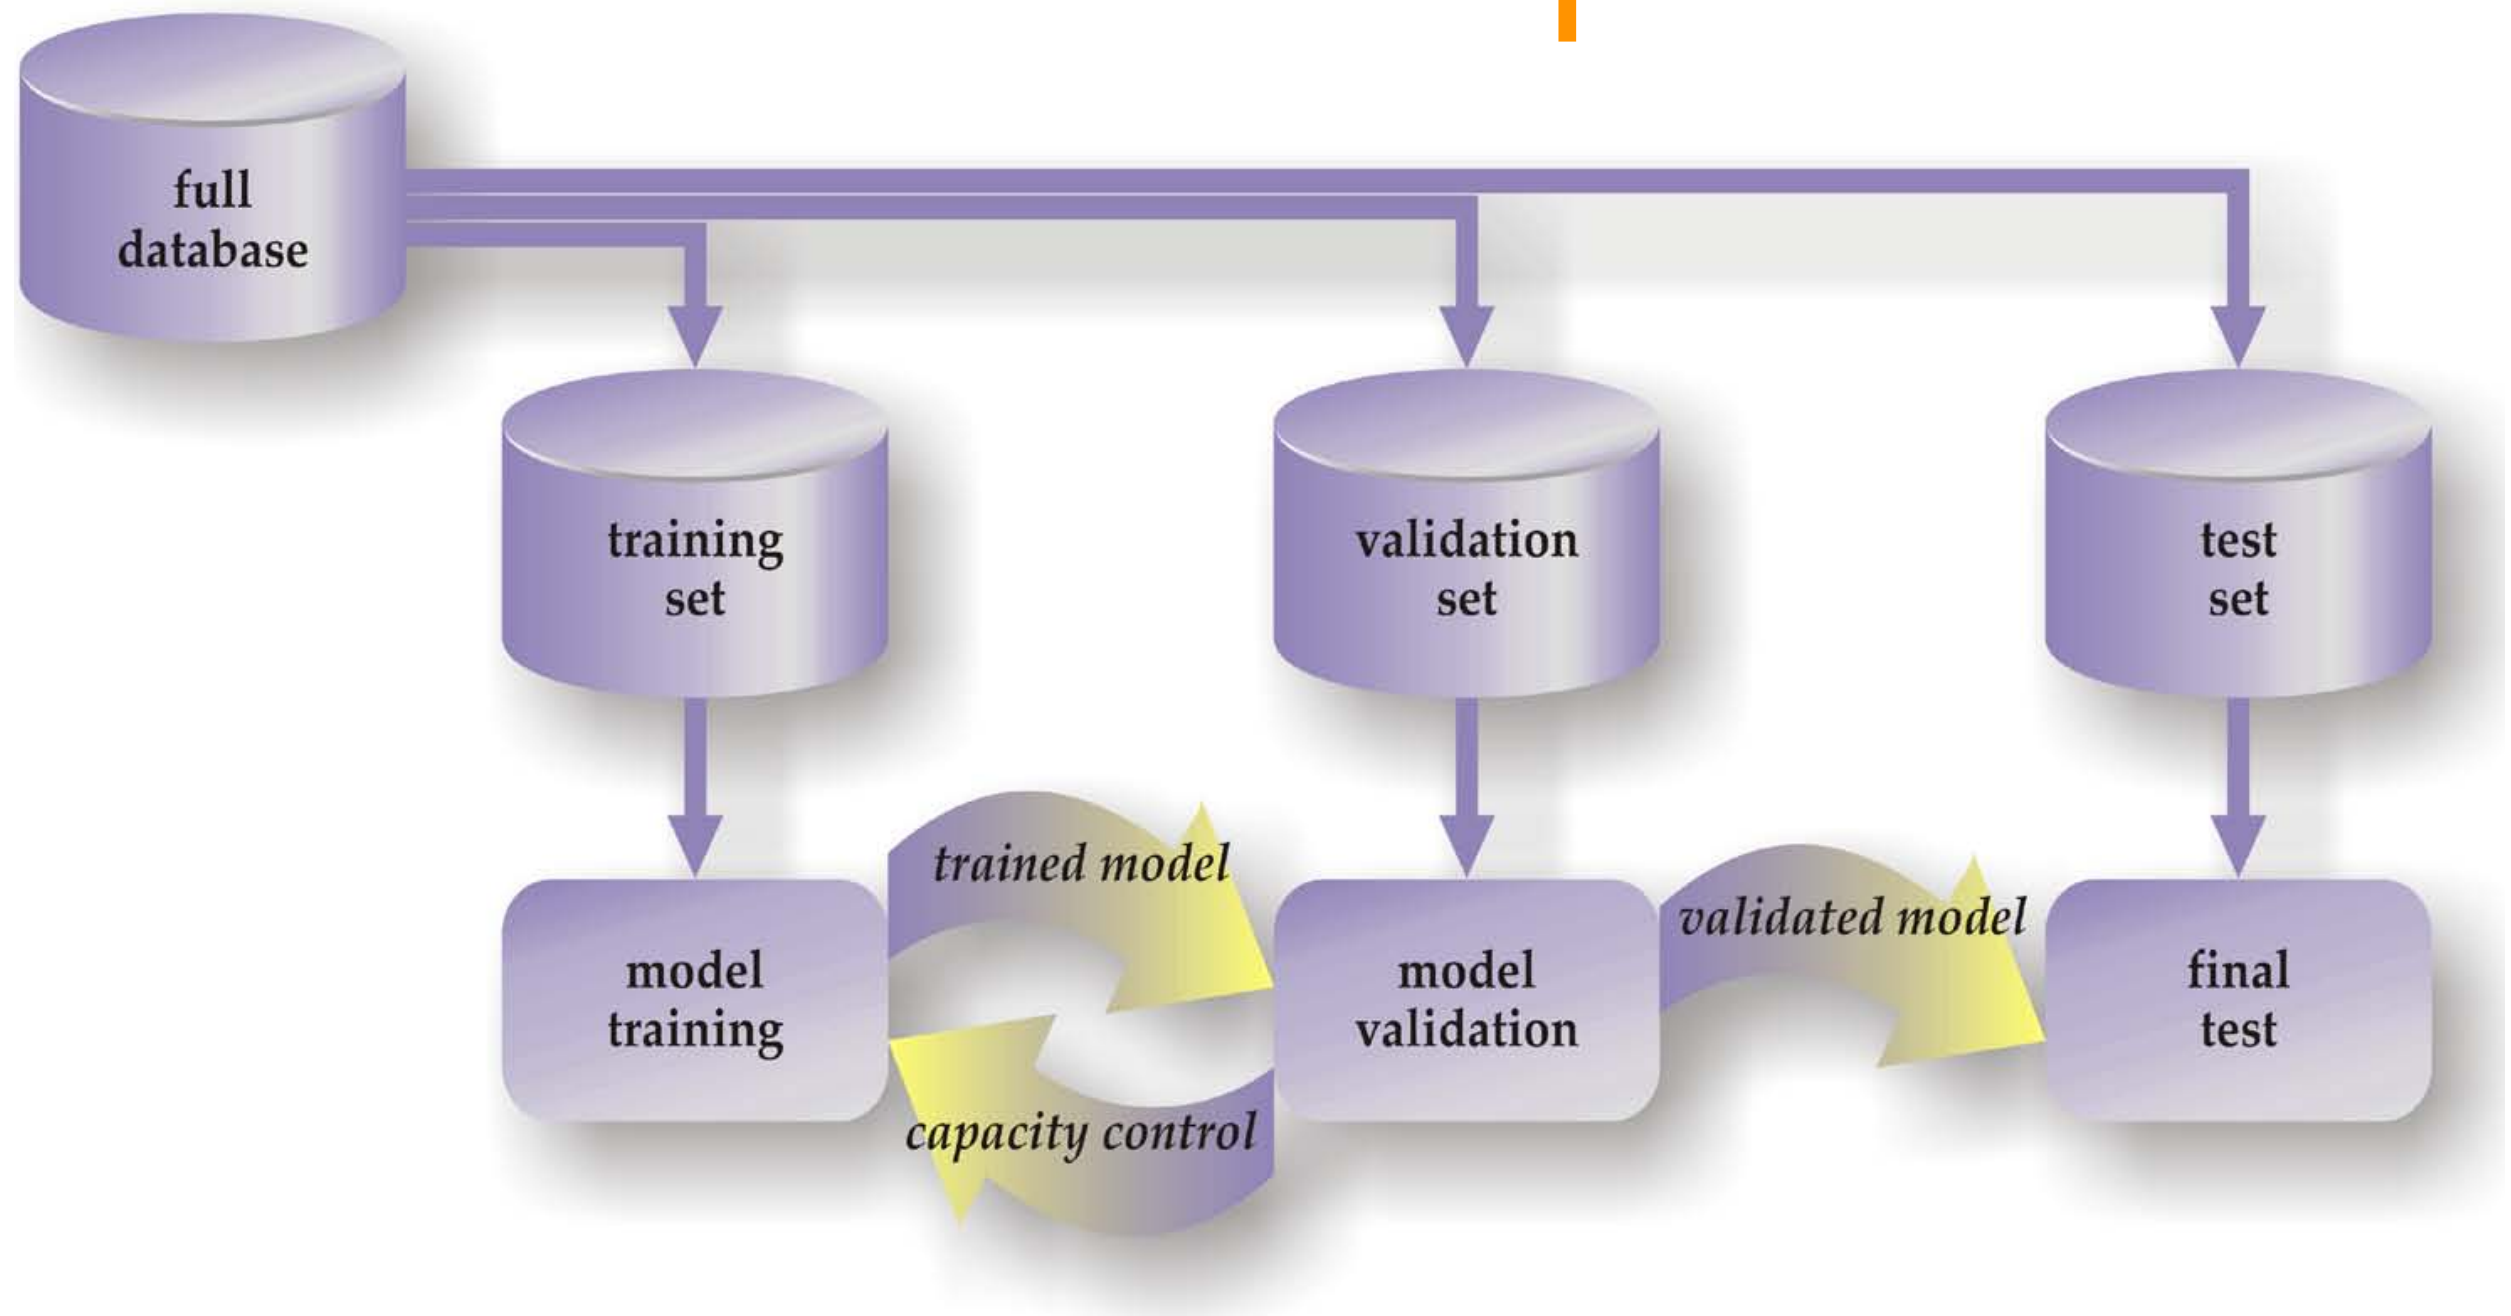 full
database
training
set
validation
set
test
set
trained model
validated model
model
training
model
validation
final
test
capacity control